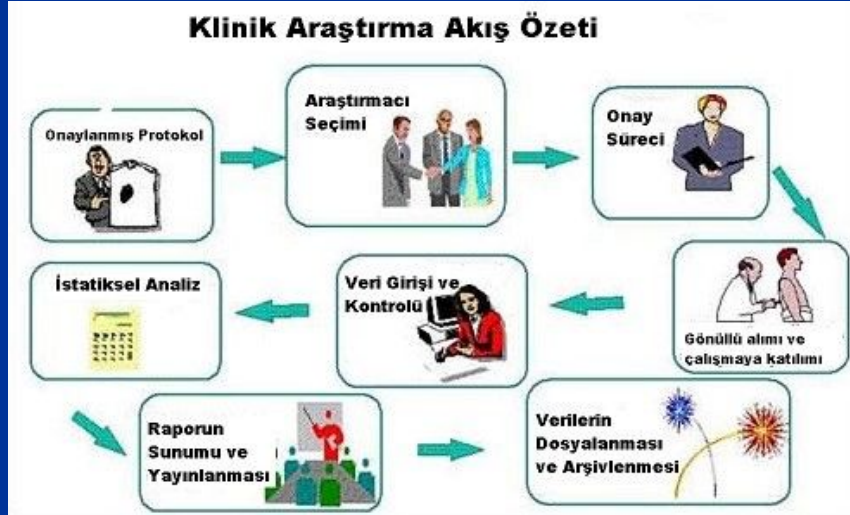 Klinik Araştırma Akış Özeti
Onaylanmış Protokol
Araştırmacı
Seçimi
Onay
Süreci
Gönüllü alımı ve
çalışmaya katılımı
Veri Girişi ve
Kontrolü
İstatiksel Analiz
Raporun
Sunumu ve
Yayınlanması
Verilerin
Dosyalanması
ve Arşivlenmesi